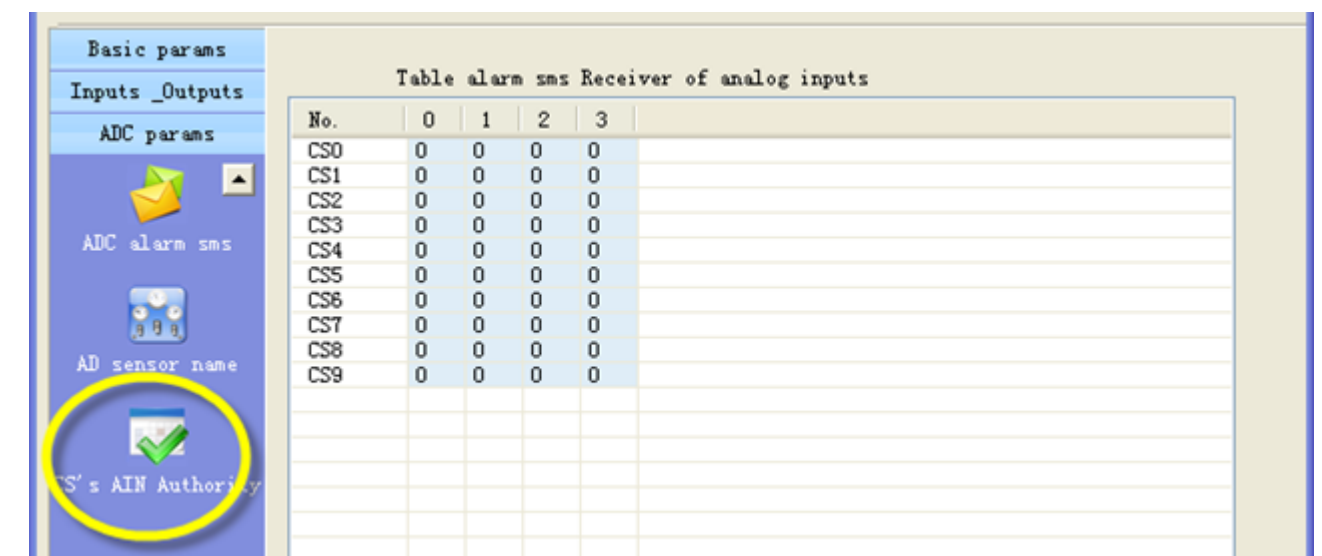 Basic params
Inputs _Outputs
ADC params
ADC alarm sms
AD sensor name
CS's AIN Authority
Table alarm sms Receiver of analog inputs
No. 0 1 2 3
CS0 0 0 0 0
CS1 0 0 0 0
CS2 0 0 0 0
CS3 0 0 0 0
CS4 0 0 0 0
CS5 0 0 0 0
CS6 0 0 0 0
CS7 0 0 0 0
CS8 0 0 0 0
CS9 0 0 0 0